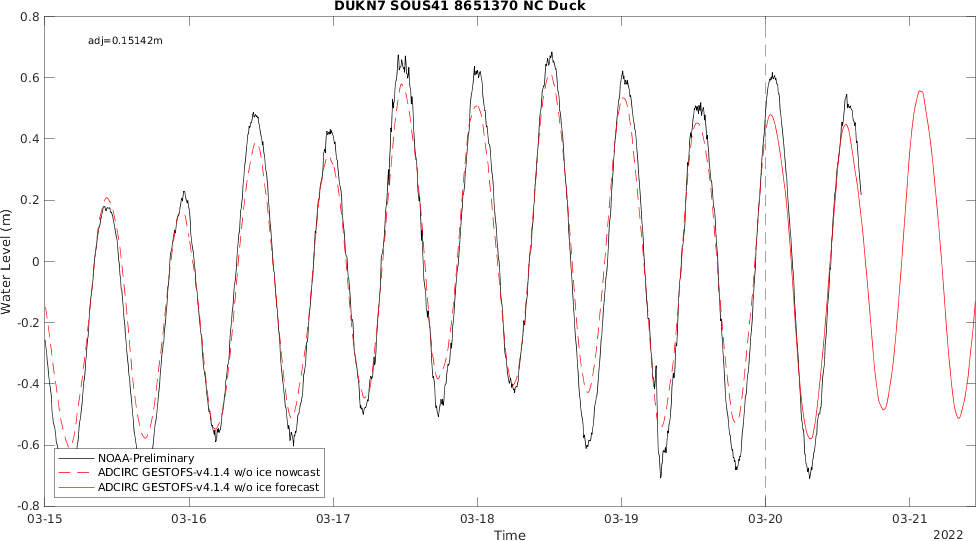 DUKN7 SOUS41 8651370 NC Duck
adj=0.15142m
0.8
0.6
0.4
0.2
0
-0.2
-0.4
-0.6
-0.8
Water Level (m)
NOAA-Preliminary
ADCIRC GESTOFS-v4.1.4 w/o ice nowcast
ADCIRC GESTOFS-v4.1.4 w/o ice forecast
03-15 03-16 03-17 03-18 03-19 03-20 03-21
Time
2022